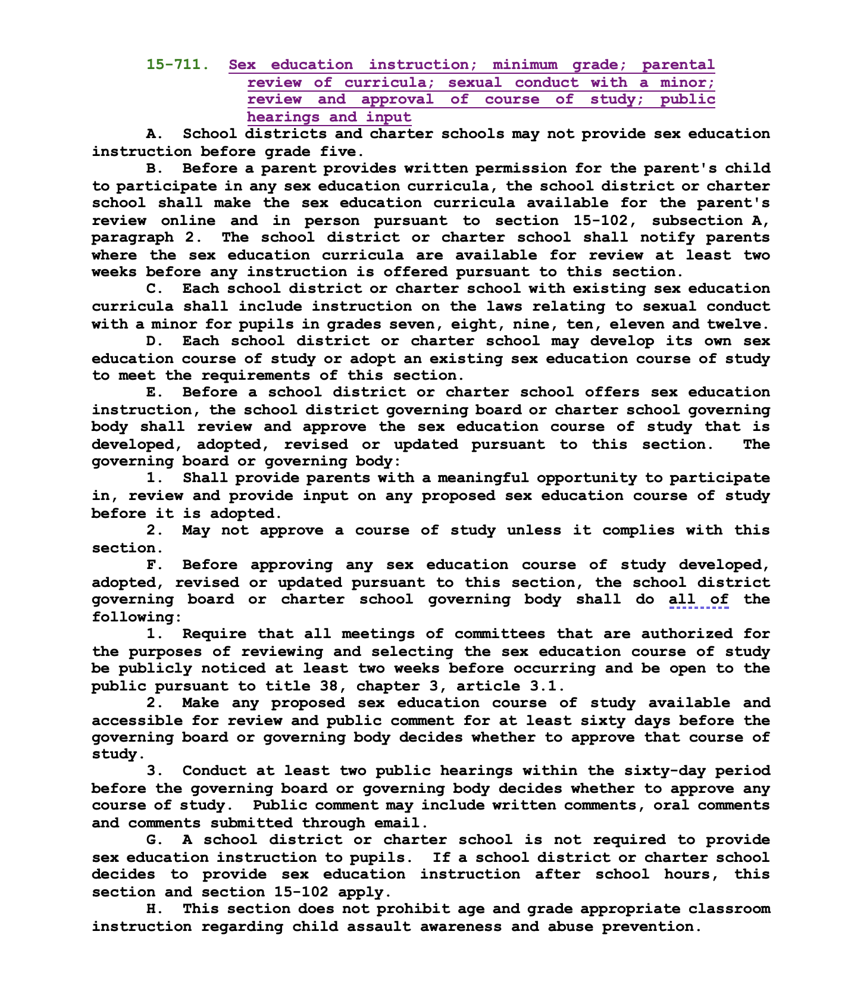 15-711. Sex education instruction; minimum grade; parental
review of curricula; sexual conduct with a minor;
review and approval of course of study; public
hearings and input
A. School districts and charter schools may not provide sex education
instruction before grade five.
B. Before a parent provides written permission for the parent's child
to participate in any sex education curricula, the school district or charter
school shall make the sex education curricula available for the parent's
review online and in person pursuant to section 15-102, subsection A,
paragraph 2. The school district or charter school shall notify parents
where the sex education curricula are available for review at least two
weeks before any instruction is offered pursuant to this section.
C. Each school district or charter school with existing sex education
curricula shall include instruction on the laws relating to sexual conduct
with a minor for pupils in grades seven, eight, nine, ten, eleven and twelve.
D. Each school district or charter school may develop its own sex
education course of study or adopt an existing sex education course of study
to meet the requirements of this section.
E. Before a school district or charter school offers sex education
instruction, the school district governing board or charter school governing
body shall review and approve the sex education course of study that is
developed, adopted, revised or updated pursuant to this section. The
governing board or governing body:
1. Shall provide parents with a meaningful opportunity to participate
in, review and provide input on any proposed sex education course of study
before it is adopted.
2. May not approve a course of study unless it complies with this
section.
F. Before approving any sex education course of study developed,
adopted, revised or updated pursuant to this section, the school district
governing board or charter school governing body shall do all of the
following:
1. Require that all meetings of committees that are authorized for
the purposes of reviewing and selecting the sex education course of study
be publicly noticed at least two weeks before occurring and be open to the
public pursuant to title 38, chapter 3, article 3.1.
2. Make any proposed sex education course of study available and
accessible for review and public comment for at least sixty days before the
governing board or governing body decides whether to approve that course of
study.
3. Conduct at least two public hearings within the sixty-day period
before the governing board or governing body decides whether to approve any
course of study. Public comment may include written comments, oral comments
and comments submitted through email.
G. A school district or charter school is not required to provide
sex education instruction to pupils. If a school district or charter school
decides to provide sex education instruction after school hours, this
section and section 15-102 apply.
H. This section does not prohibit age and grade appropriate classroom
instruction regarding child assault awareness and abuse prevention.